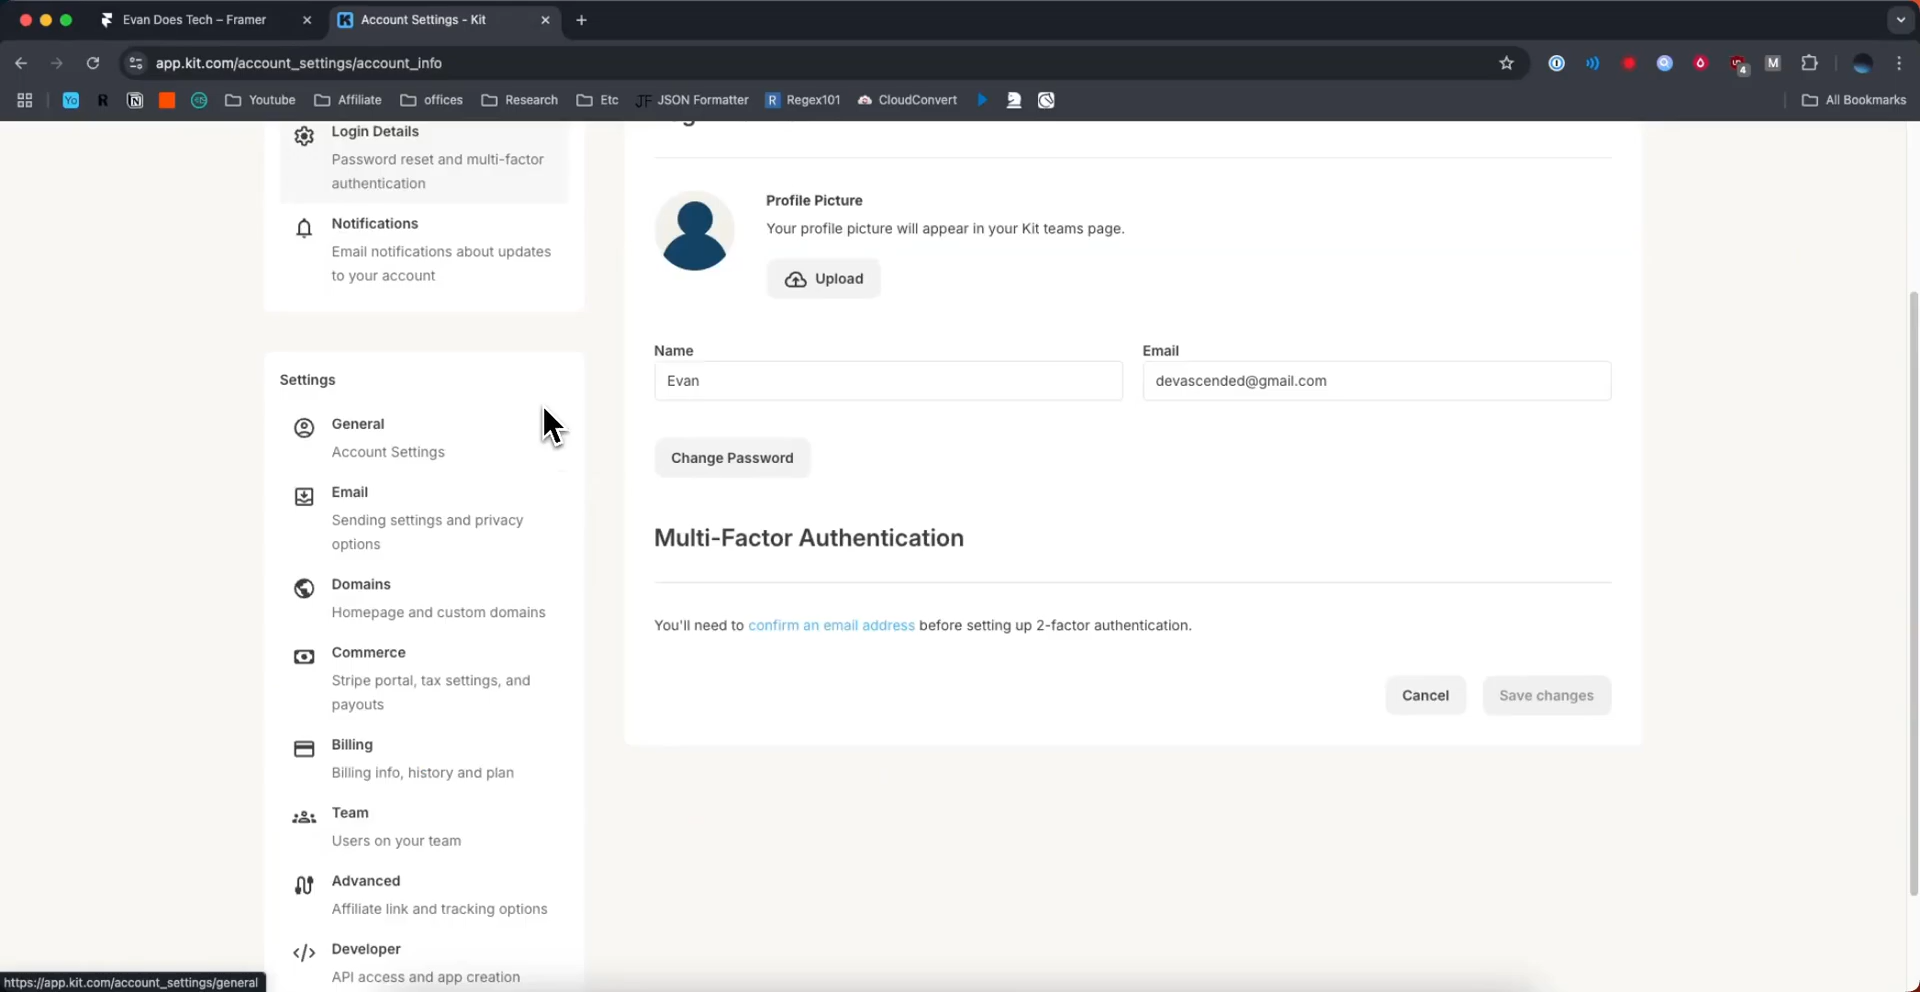 Evan Does Tech – Framer
Account Settings - Kit
app.kit.com/account_settings/account_info
4
M
Yo
R
Youtube
Affiliate
offices
Research
Etc
JF JSON Formatter
R Regex101
CloudConvert
All Bookmarks
Login Details
Password reset and multi-factor
authentication
Notifications
Email notifications about updates
to your account
Settings
General
Account Settings
Email
Sending settings and privacy
options
Domains
Homepage and custom domains
Commerce
Stripe portal, tax settings, and
payouts
Billing
Billing info, history and plan
Team
Users on your team
Advanced
Affiliate link and tracking options
Developer
API access and app creation
Profile Picture
Your profile picture will appear in your Kit teams page.
Upload
Name
Email
Evan
devascended@gmail.com
Change Password
Multi-Factor Authentication
You'll need to confirm an email address before setting up 2-factor authentication.
Cancel
Save changes
https://app.kit.com/account_settings/general